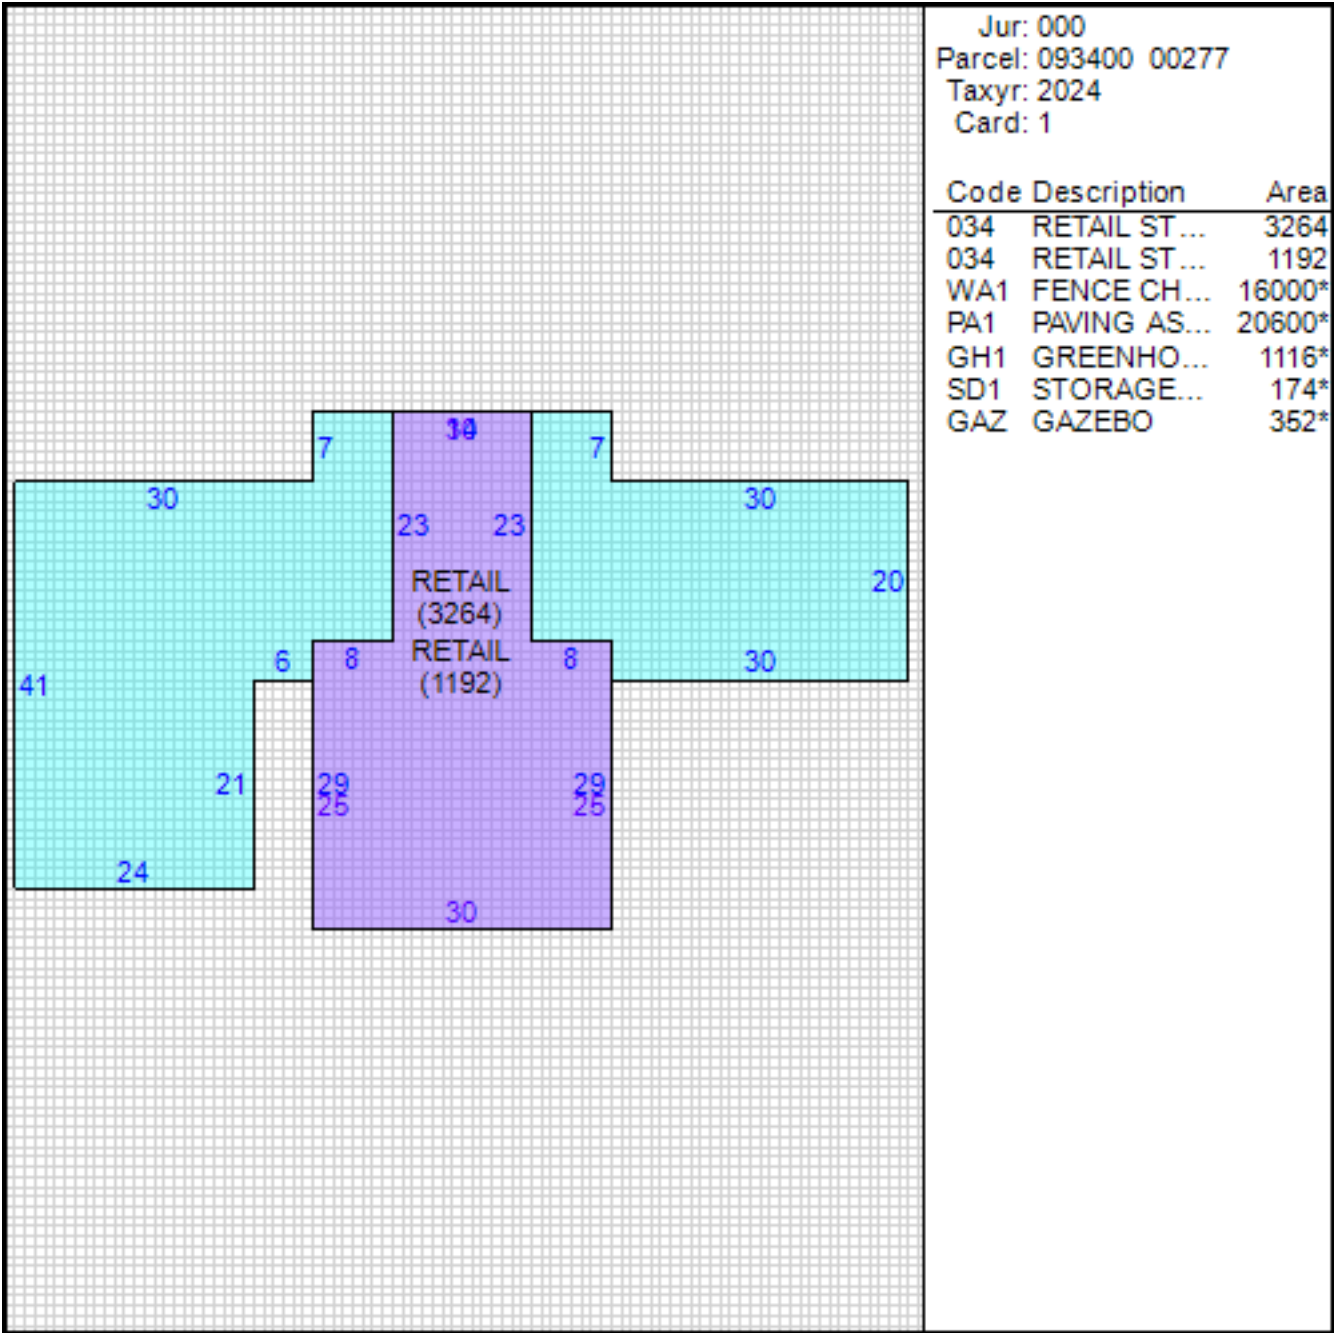 Jur: 000
Parcel: 093400 00277
Taxyr: 2024
Card: 1
Code Description Area
034 RETAIL ST... 3264
034 RETAIL ST... 1192
WA1 FENCE CH... 16000*
PA1 PAVING AS... 20600*
GH1 GREENHO... 1116*
SD1 STORAGE... 174*
GAZ GAZEBO 352*
7 7
30 30
23 23
RETAIL 20
(3264)
RETAIL
6 8 8 30
41 (1192)
21 29 29
25 25
24
30